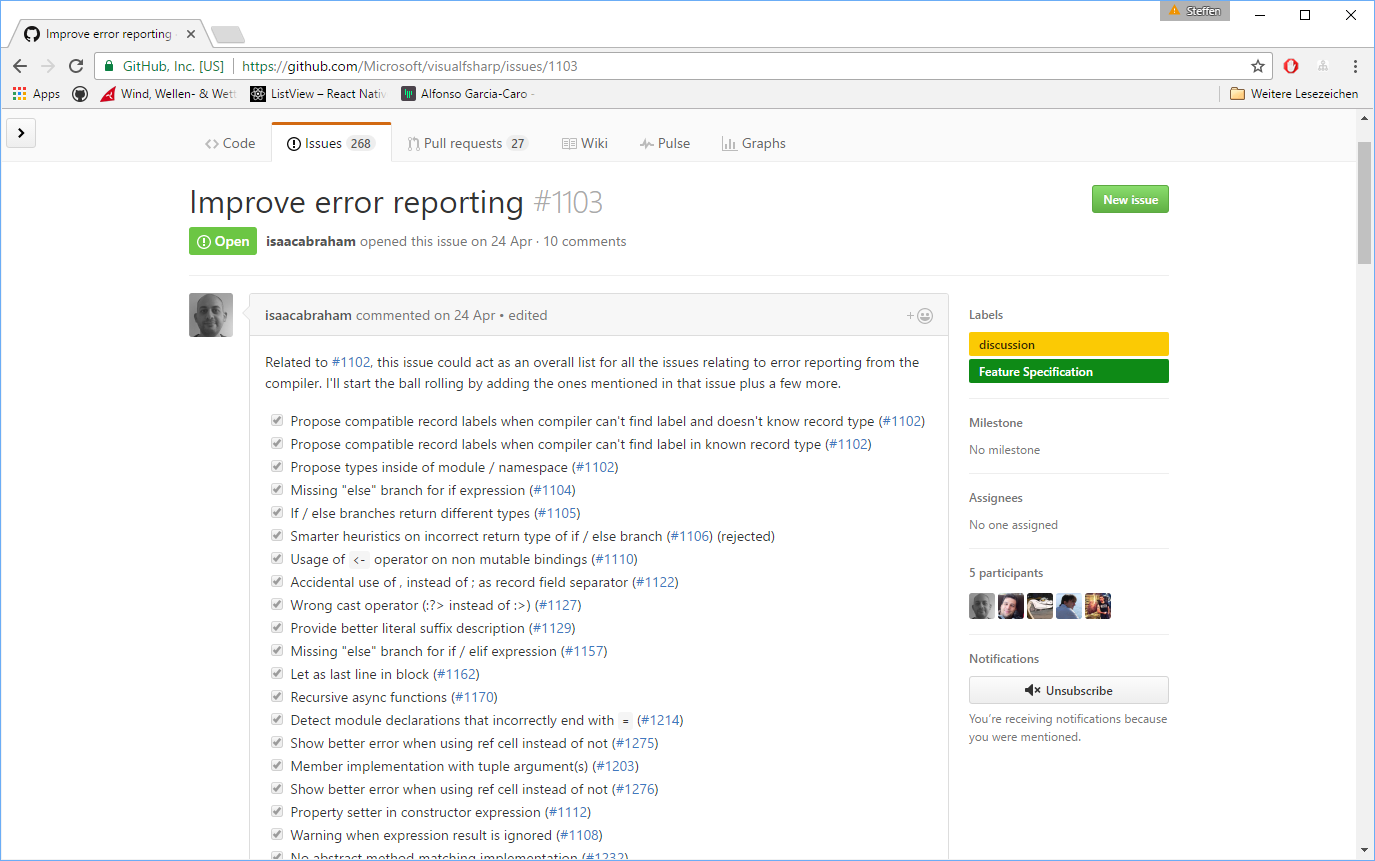 Steffen
Improve error reporting
GitHub, Inc. [US] https://github.com/Microsoft/visualfsharp/issues/1103
Apps Wind, Wellen- & Wett ListView – React Nativ Alfonso Garcia-Caro - Weitere Lesezeichen
Code Issues 268 Pull requests 27 Wiki Pulse Graphs
Improve error reporting #1103
New issue
Open isaacabraham opened this issue on 24 Apr · 10 comments
isaacabraham commented on 24 Apr • edited
Related to #1102, this issue could act as an overall list for all the issues relating to error reporting from the
compiler. I'll start the ball rolling by adding the ones mentioned in that issue plus a few more.
Propose compatible record labels when compiler can't find label and doesn't know record type (#1102)
Propose compatible record labels when compiler can't find label in known record type (#1102)
Propose types inside of module / namespace (#1102)
Missing "else" branch for if expression (#1104)
If / else branches return different types (#1105)
Smarter heuristics on incorrect return type of if / else branch (#1106) (rejected)
Usage of <- operator on non mutable bindings (#1110)
Accidental use of , instead of ; as record field separator (#1122)
Wrong cast operator (:?> instead of :>) (#1127)
Provide better literal suffix description (#1129)
Missing "else" branch for if / elif expression (#1157)
Let as last line in block (#1162)
Recursive async functions (#1170)
Detect module declarations that incorrectly end with = (#1214)
Show better error when using ref cell instead of not (#1275)
Member implementation with tuple argument(s) (#1203)
Show better error when using ref cell instead of not (#1276)
Property setter in constructor expression (#1112)
Warning when expression result is ignored (#1108)
No abstract method matching implementation (#1232)
Labels
discussion
Feature Specification
Milestone
No milestone
Assignees
No one assigned
5 participants
Notifications
Unsubscribe
You're receiving notifications because
you were mentioned.